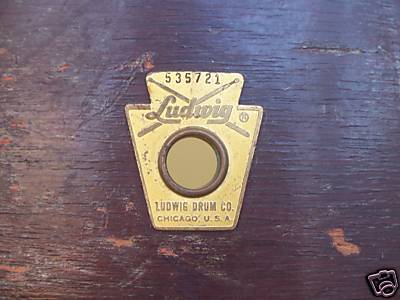 535721
Ludwig ®
LUDWIG DRUM CO.
CHICAGO, U.S.A.